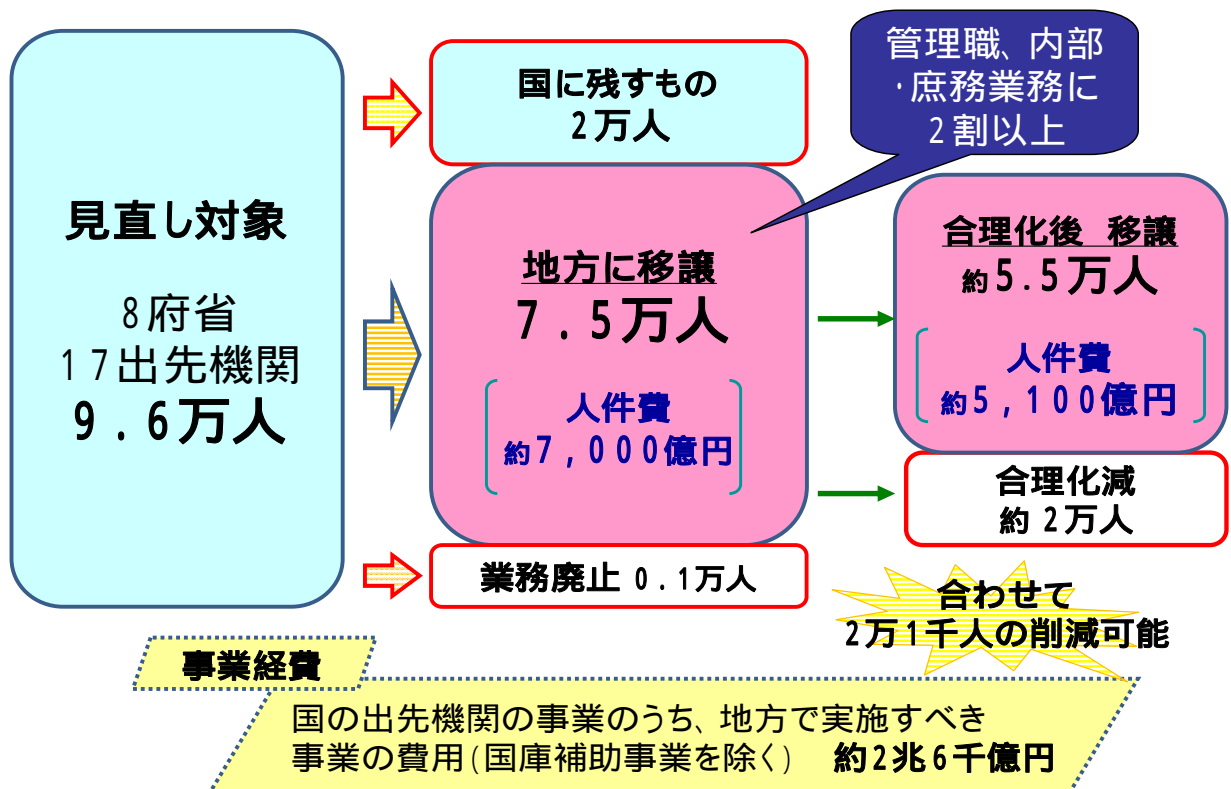 見直し対象
8府省
17出先機関
9.6万人
国に残すもの
2万人
管理職、内部
・庶務業務に
2割以上
地方に移譲
7.5万人
人件費
約7,000億円
合理化後 移譲
約5.5万人
人件費
約5,100億円
合理化減
約 2万人
業務廃止 0.1万人
合わせて
2万1千人の削減可能
事業経費
国の出先機関の事業のうち、地方で実施すべき
事業の費用(国庫補助事業を除く) 約2兆6千億円